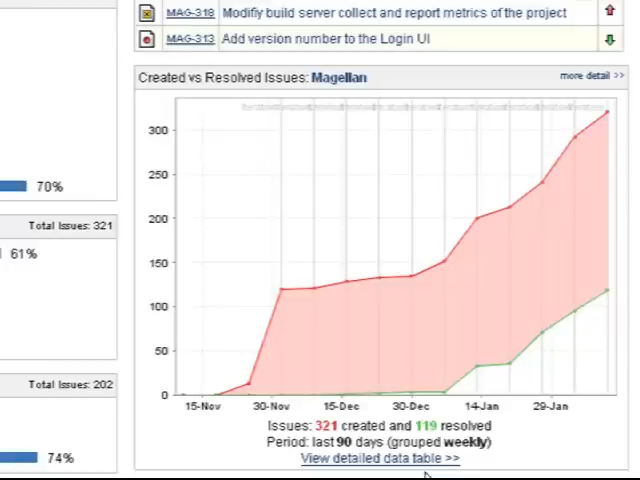 MAG-318 Modifiy build server collect and report metrics of the project
MAG-313 Add version number to the Login UI
Created vs Resolved Issues: Magellan
more detail >>
300
250
200
150
100
50
0
15-Nov 30-Nov 15-Dec 30-Dec 14-Jan 29-Jan
Issues: 321 created and 119 resolved
Period: last 90 days (grouped weekly)
View detailed data table >>
70%
Total Issues: 321
61%
Total Issues: 202
74%